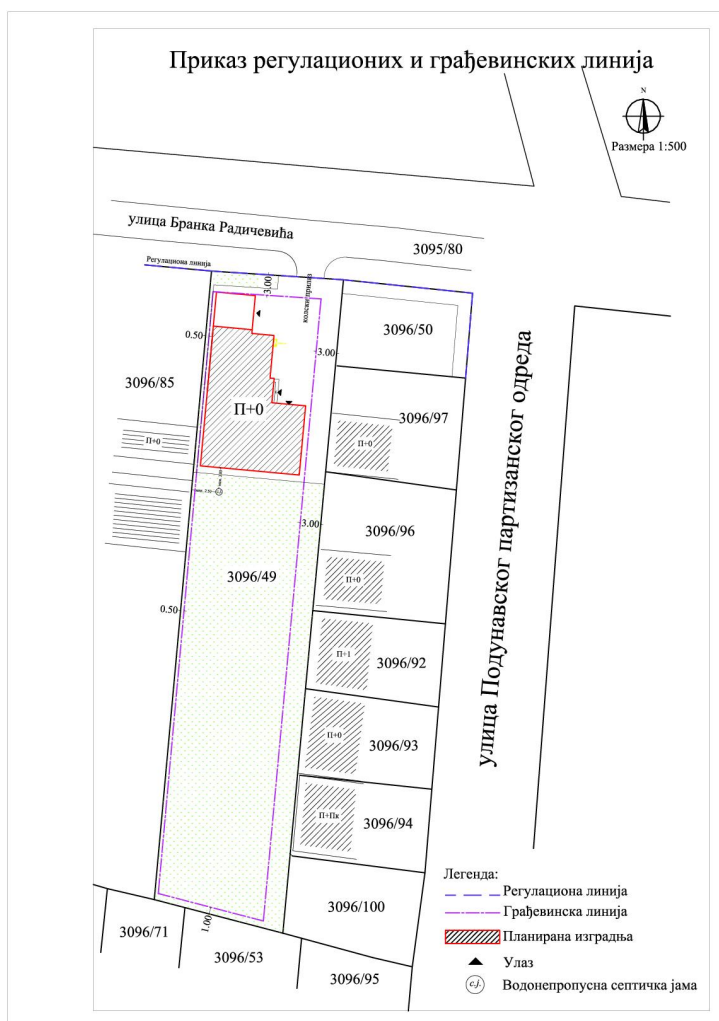 Приказ регулационих и грађевинских линија
N
Размера 1:500
улица Бранка Радичевића
3095/80
Регулациона линија
3.00
колски прилаз
3096/50
0.50
3.00
3096/85
П+0
3096/97
П+0
П+0
3.00
3096/96
3096/49
П+0
0.50
П+1
3096/92
улица Подунавског партизанског одреда
П+0
3096/93
П+Пк
3096/94
3096/100
1.00
3096/71
3096/53
3096/95
Легенда:
Регулациона линија
Грађевинска линија
Планирана изградња
Улаз
с.ј. Водонепропусна септичка јама